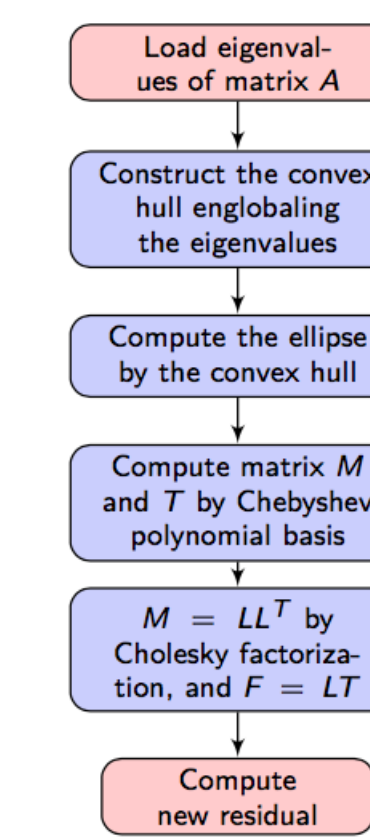 Load eigenval-
ues of matrix A
Construct the convex
hull englobaling
the eigenvalues
Compute the ellipse
by the convex hull
Compute matrix M
and T by Chebyshev
polynomial basis
M = LL^T by
Cholesky factoriza-
tion, and F = LT
Compute
new residual